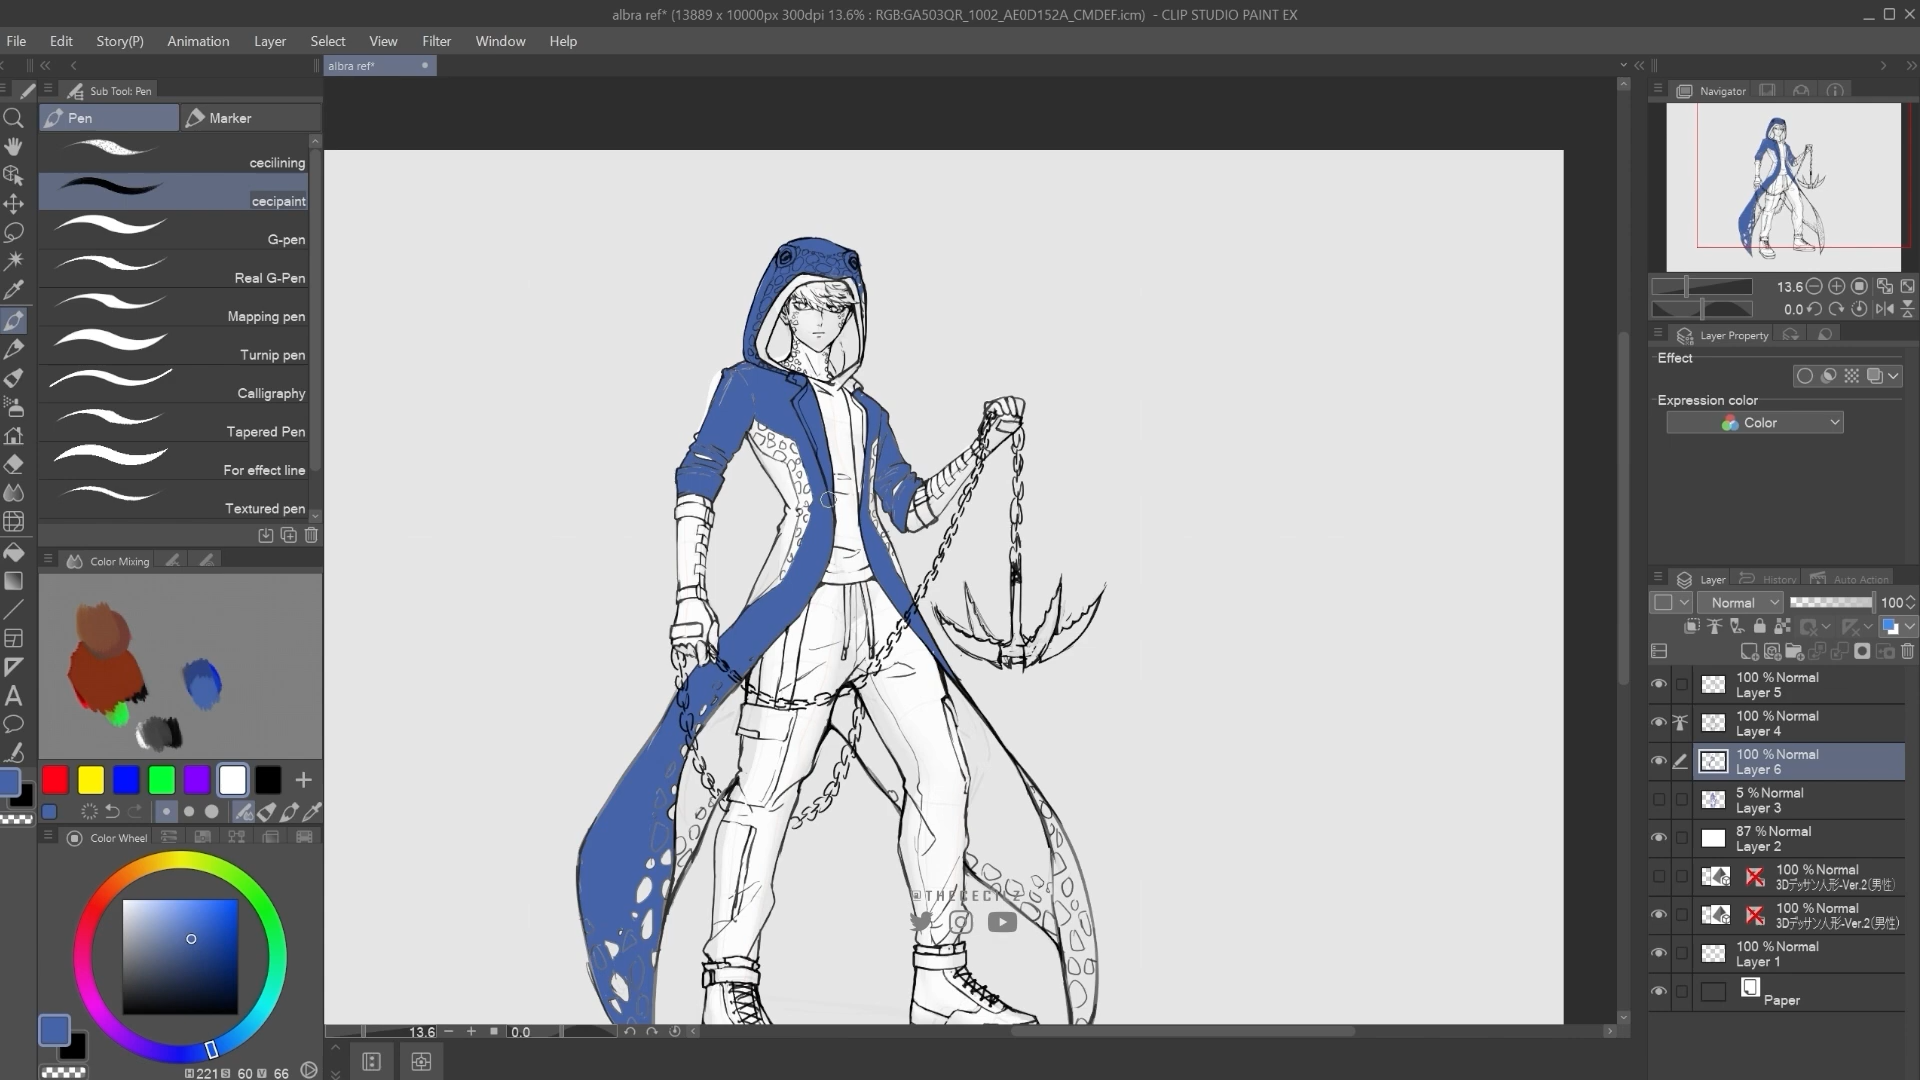 albra ref* (13889 x 10000px 300dpi 13.6% : RGB:GA503QR_1002_AE0D152A_CMDEF.icm) - CLIP STUDIO PAINT EX
File Edit Story(P) Animation Layer Select View Filter Window Help
albra ref*
Sub Tool: Pen
Pen Marker
cecilining
cecipaint
G-pen
Real G-Pen
Mapping pen
Turnip pen
Calligraphy
Tapered Pen
For effect line
Textured pen
Color Mixing
Color Wheel
H 221 S 60 V 66
@THECECILZ
13.6 0.0
Navigator
13.6
0.0
Layer Property
Effect
Expression color
Color
Layer History Auto Action
Normal 100
100 % Normal
Layer 5
100 % Normal
Layer 4
100 % Normal
Layer 6
5 % Normal
Layer 3
87 % Normal
Layer 2
100 % Normal
3Dデッサン人形-Ver.2(男性)
100 % Normal
3Dデッサン人形-Ver.2(男性)
100 % Normal
Layer 1
Paper